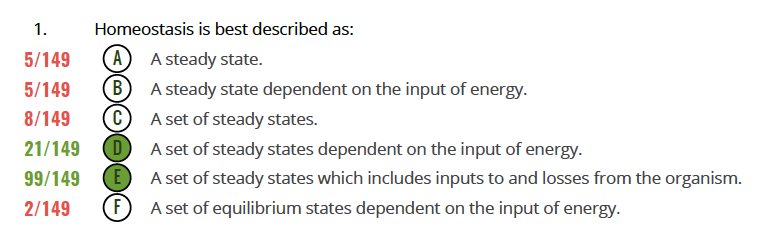 1. Homeostasis is best described as:
5/149 A A steady state.
5/149 B A steady state dependent on the input of energy.
8/149 C A set of steady states.
21/149 D A set of steady states dependent on the input of energy.
99/149 E A set of steady states which includes inputs to and losses from the organism.
2/149 F A set of equilibrium states dependent on the input of energy.